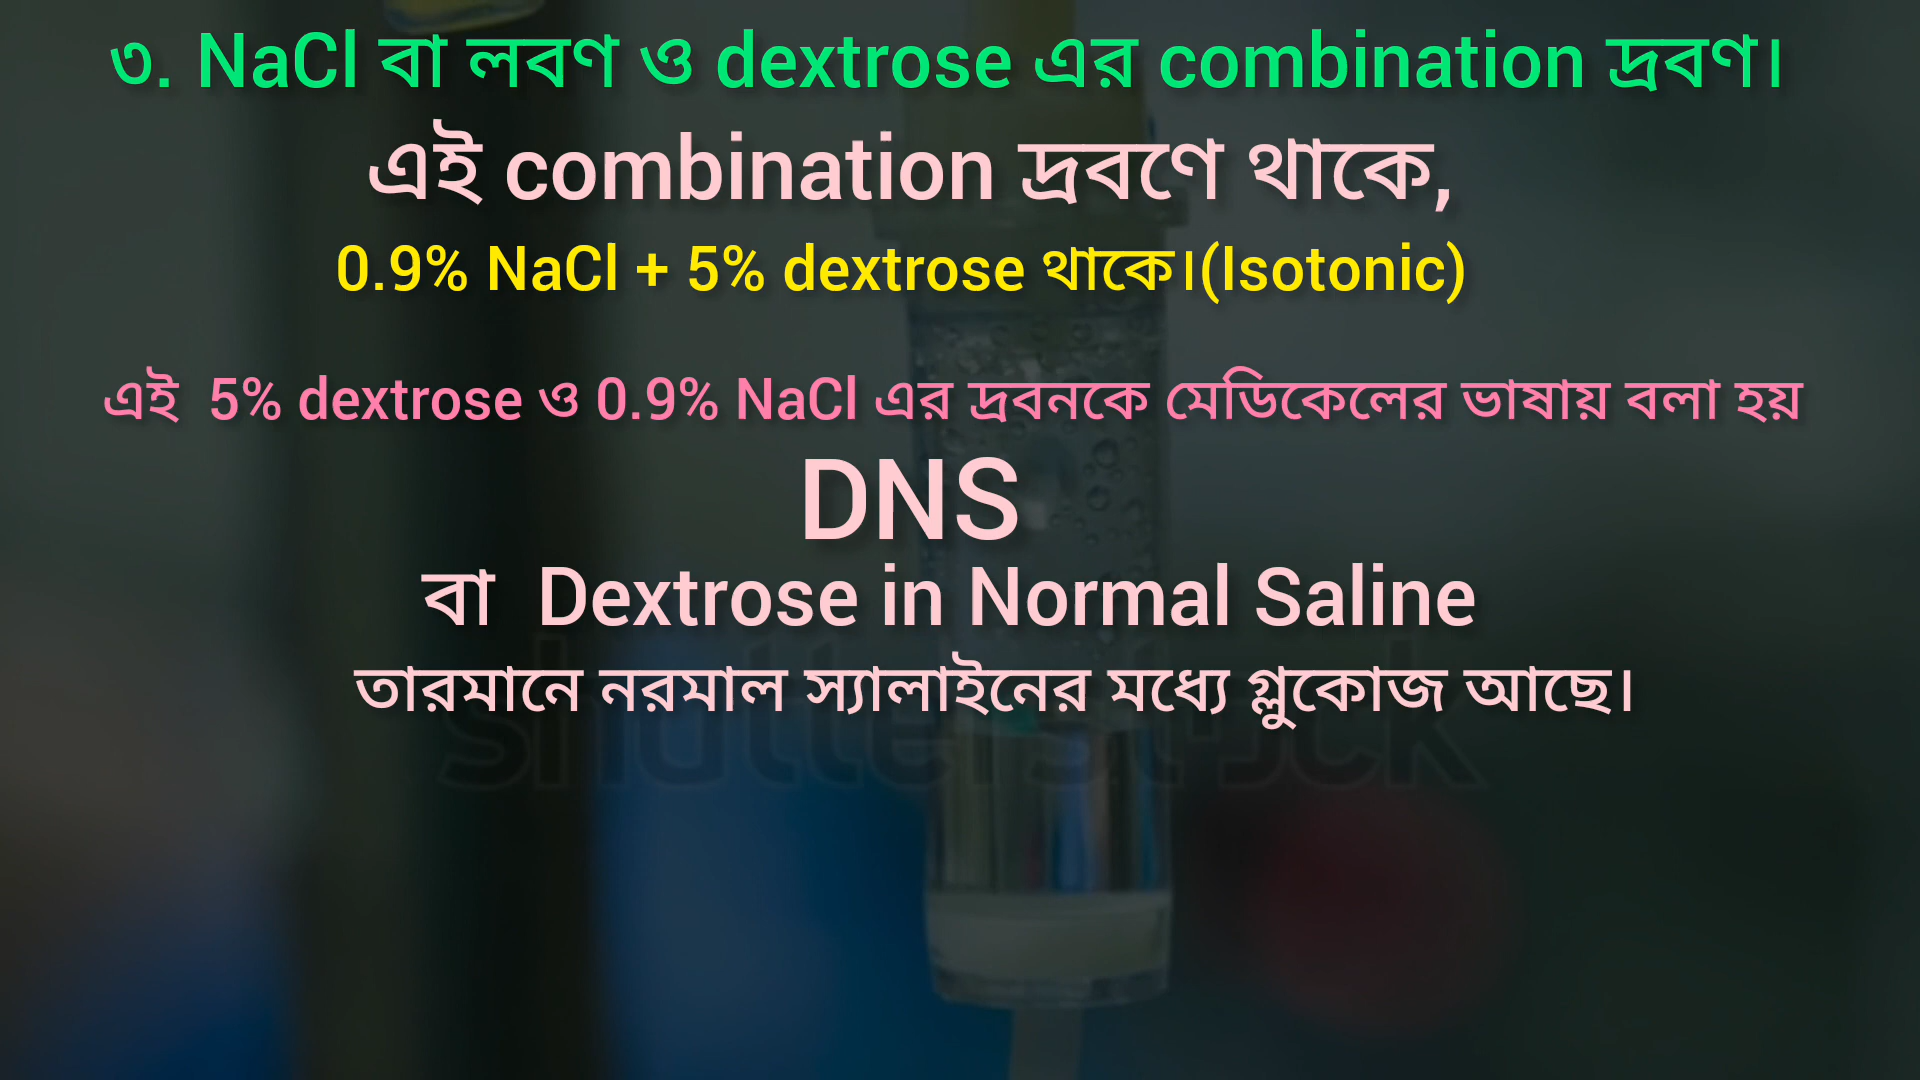 ৩. NaCl বা লবণ ও dextrose এর combination দ্রবণ।
এই combination দ্রবণে থাকে,
0.9% NaCl + 5% dextrose থাকে।(Isotonic)
এই 5% dextrose ও 0.9% NaCl এর দ্রবনকে মেডিকেলের ভাষায় বলা হয়
DNS
বা Dextrose in Normal Saline
তারমানে নরমাল স্যালাইনের মধ্যে গ্লুকোজ আছে।
shutterstock